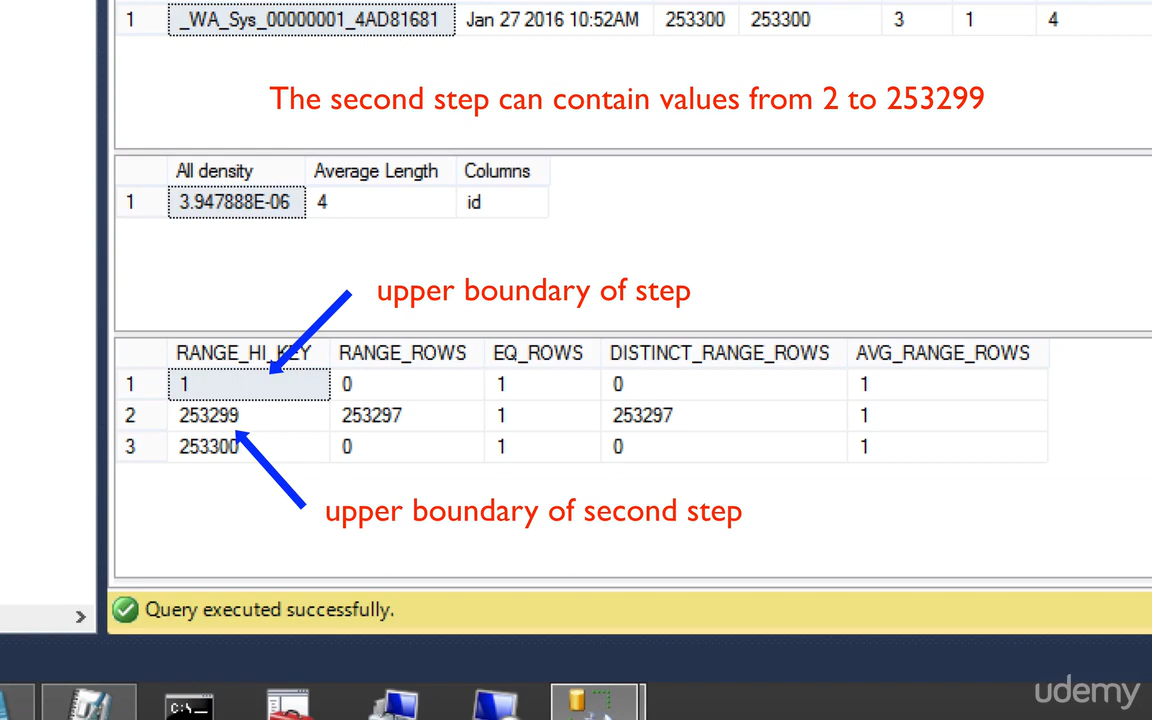 1 _WA_Sys_00000001_4AD81681 Jan 27 2016 10:52AM 253300 253300 3 1 4
The second step can contain values from 2 to 253299
All density Average Length Columns
1 3.947888E-06 4 id
upper boundary of step
RANGE_HI_KEY RANGE_ROWS EQ_ROWS DISTINCT_RANGE_ROWS AVG_RANGE_ROWS
1 1 0 1 0 1
2 253299 253297 1 253297 1
3 253300 0 1 0 1
upper boundary of second step
Query executed successfully.
C:\
udemy